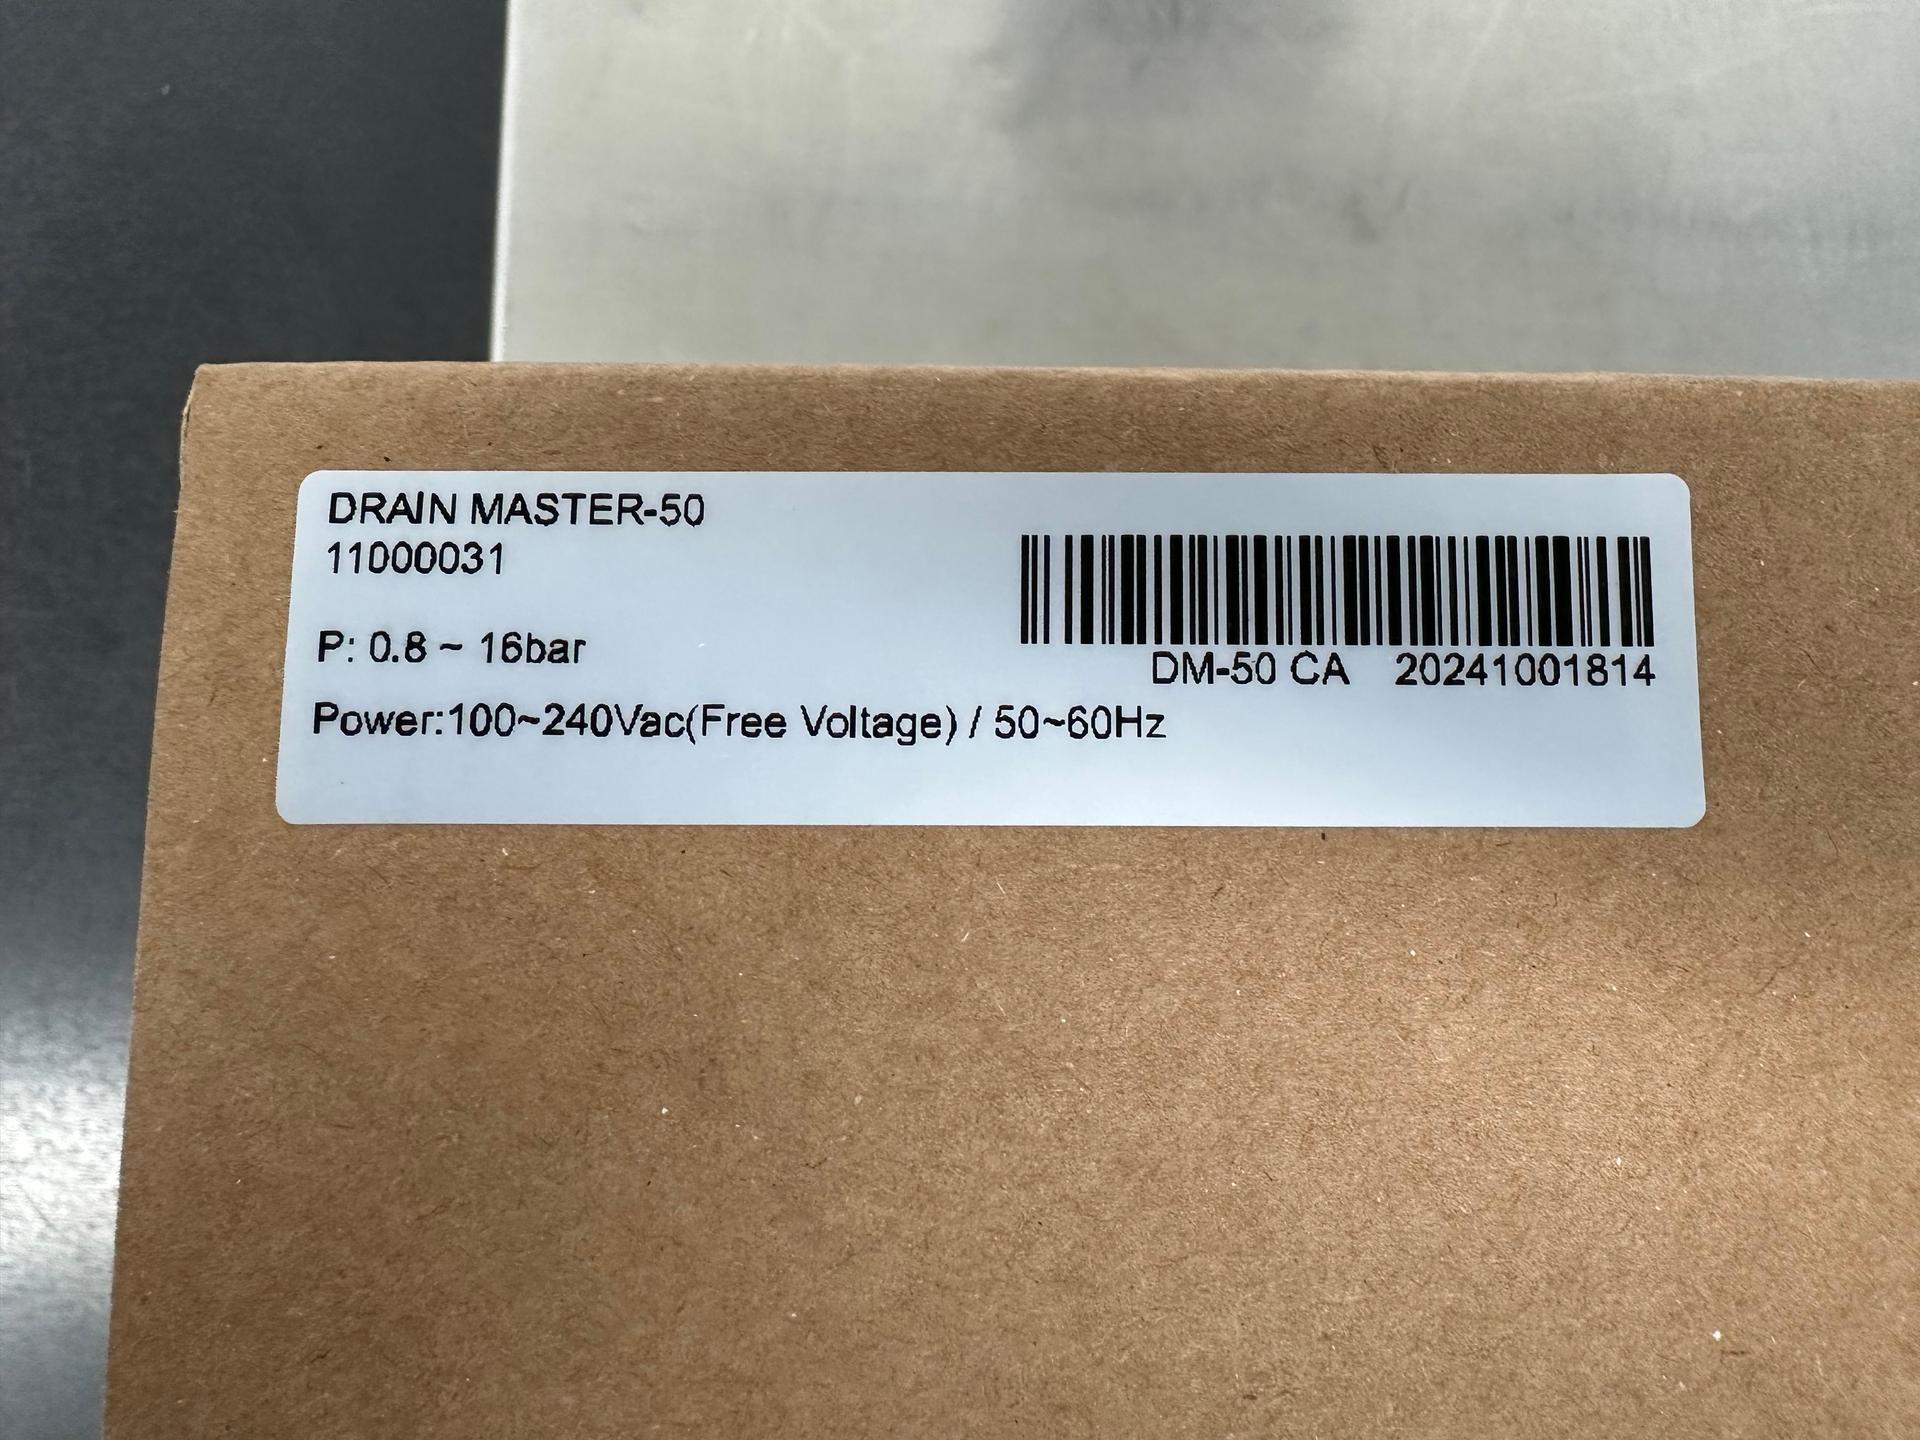 DRAIN MASTER-50
11000031
P: 0.8 ~ 16bar
DM-50 CA 20241001814
Power:100~240Vac(Free Voltage) / 50~60Hz